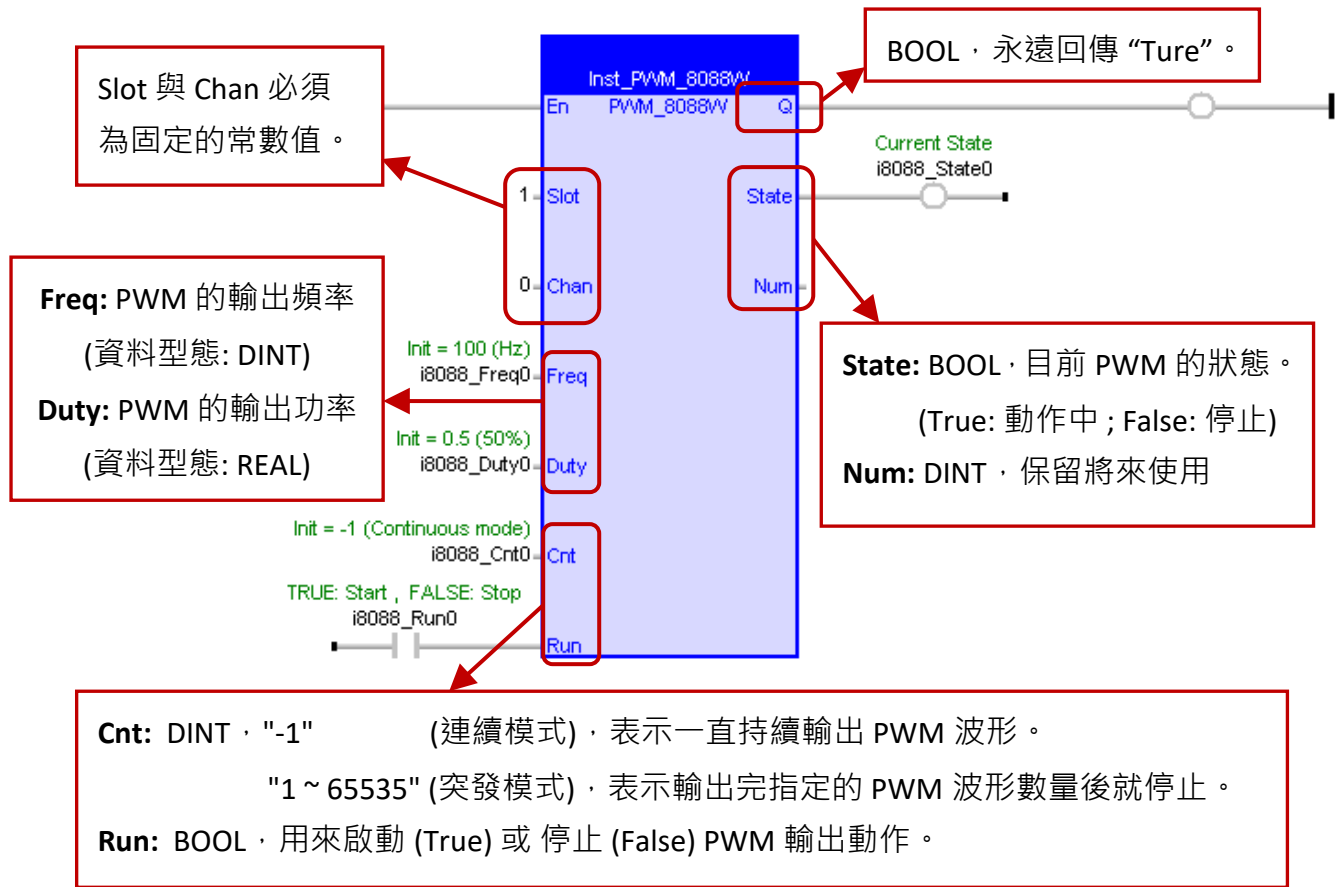 Slot 與 Chan 必須
為固定的常數值。
BOOL，永遠回傳 “Ture”。
Inst_PWM_8088W
En PWM_8088W Q
Current State
i8088_State0
1 Slot State
0 Chan Num
Freq: PWM 的輸出頻率
(資料型態: DINT)
Duty: PWM 的輸出功率
(資料型態: REAL)
Init = 100 (Hz)
i8088_Freq0 Freq
Init = 0.5 (50%)
i8088_Duty0 Duty
State: BOOL，目前 PWM 的狀態。
(True: 動作中 ; False: 停止)
Num: DINT，保留將來使用
Init = -1 (Continuous mode)
i8088_Cnt0 Cnt
TRUE: Start , FALSE: Stop
i8088_Run0
Run
Cnt: DINT，"-1" (連續模式)，表示一直持續輸出 PWM 波形。
"1 ~ 65535" (突發模式)，表示輸出完指定的 PWM 波形數量後就停止。
Run: BOOL，用來啟動 (True) 或 停止 (False) PWM 輸出動作。